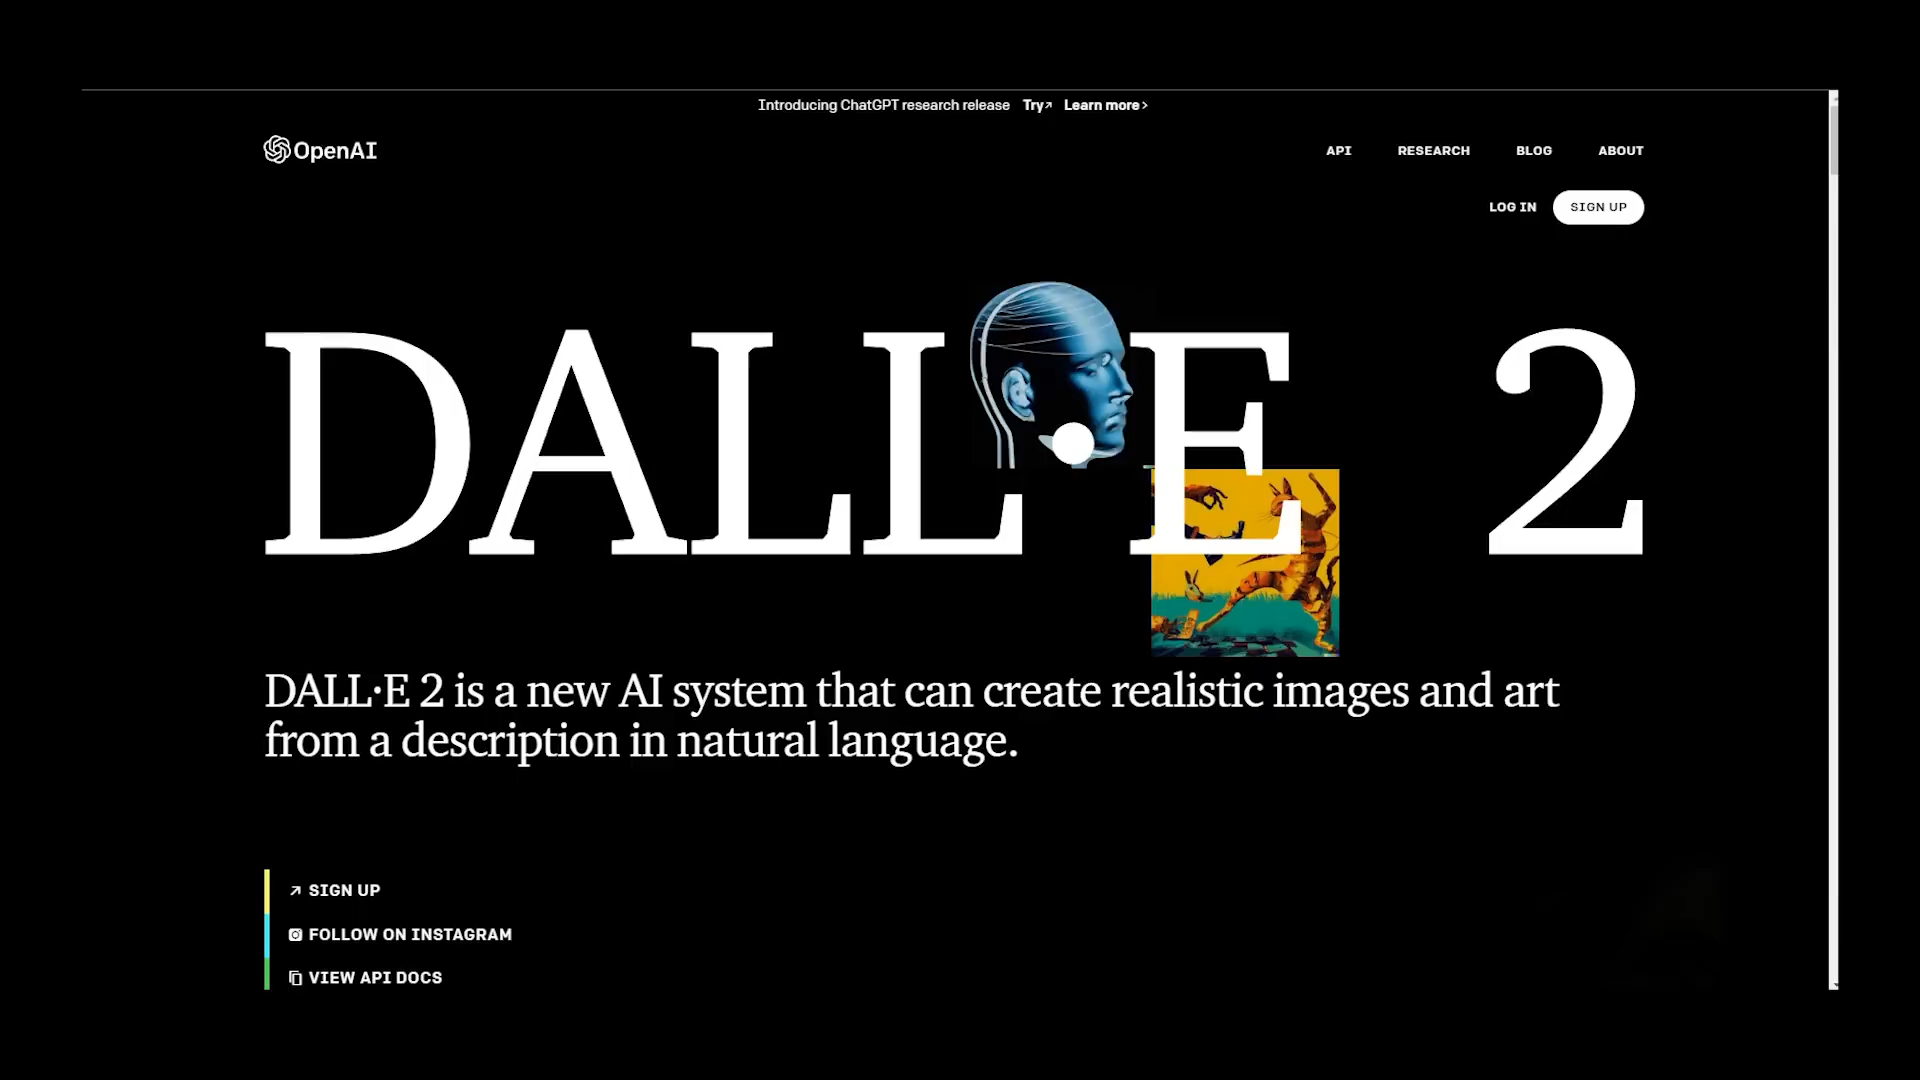 Introducing ChatGPT research release Try↗ Learn more ›
OpenAI
API RESEARCH BLOG ABOUT
LOG IN SIGN UP
DALL·E 2
DALL·E 2 is a new AI system that can create realistic images and art
from a description in natural language.
SIGN UP
FOLLOW ON INSTAGRAM
VIEW API DOCS